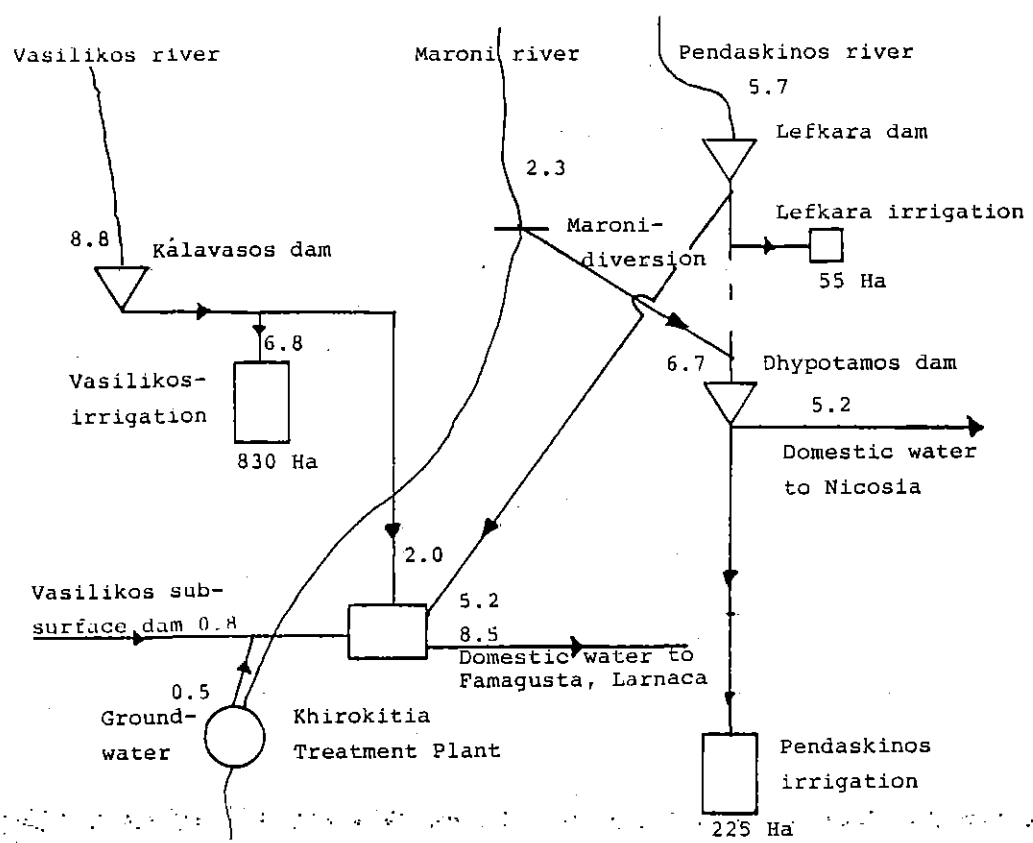 Vasilikos river
Maroni river
Pendaskinos river
5.7
Lefkara dam
2.3
Lefkara irrigation
8.8
Kálavasos dam
Maroni-
diversion
55 Ha
6.8
6.7
Dhypotamos dam
Vasilikos-
irrigation
5.2
830 Ha
Domestic water
to Nicosia
2.0
Vasilikos sub-
surface dam 0.8
5.2
8.5
Domestic water to
Famagusta, Larnaca
0.5
Ground-
water
Khirokitia
Treatment Plant
Pendaskinos
irrigation
225 Ha